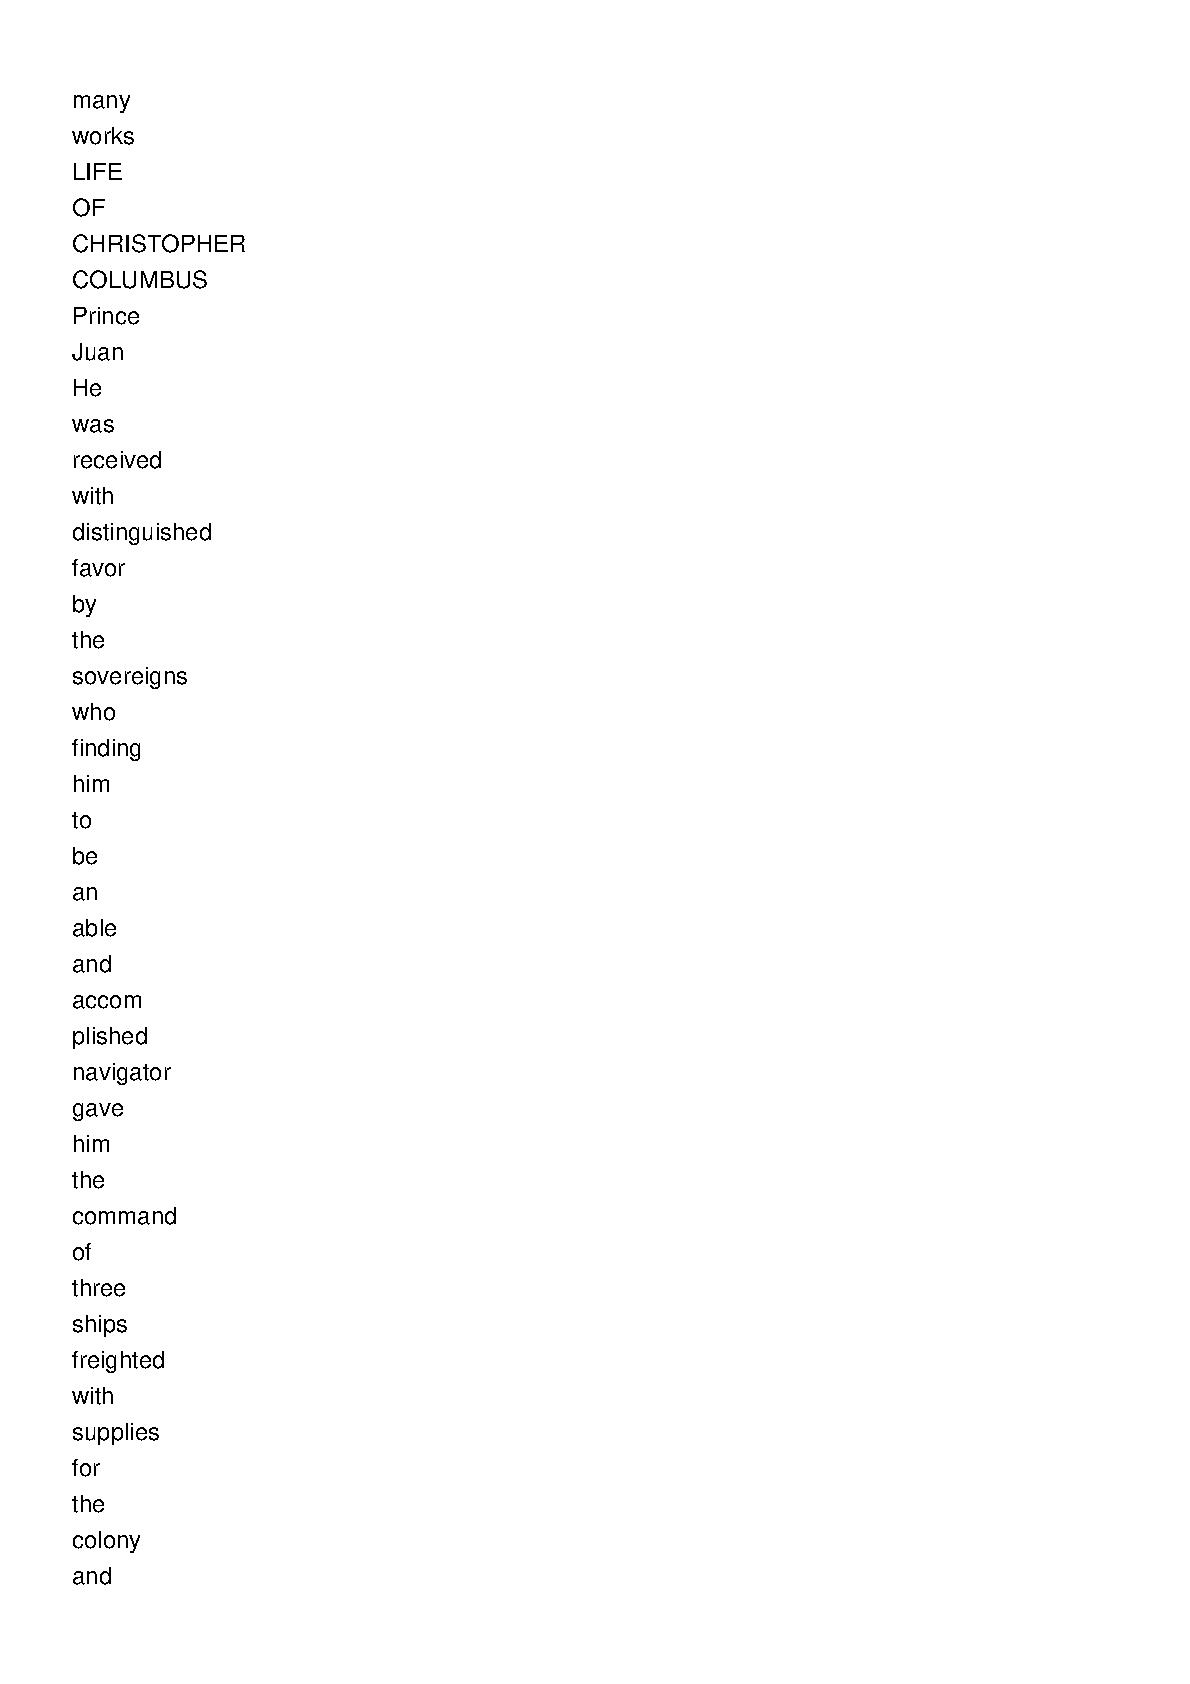 many
works
LIFE
OF
CHRISTOPHER
COLUMBUS
Prince
Juan
He
was
received
with
distinguished
favor
by
the
sovereigns
who
finding
him
to
be
an
able
and
accom
plished
navigator
gave
him
the
command
of
three
ships
freighted
with
supplies
for
the
colony
and